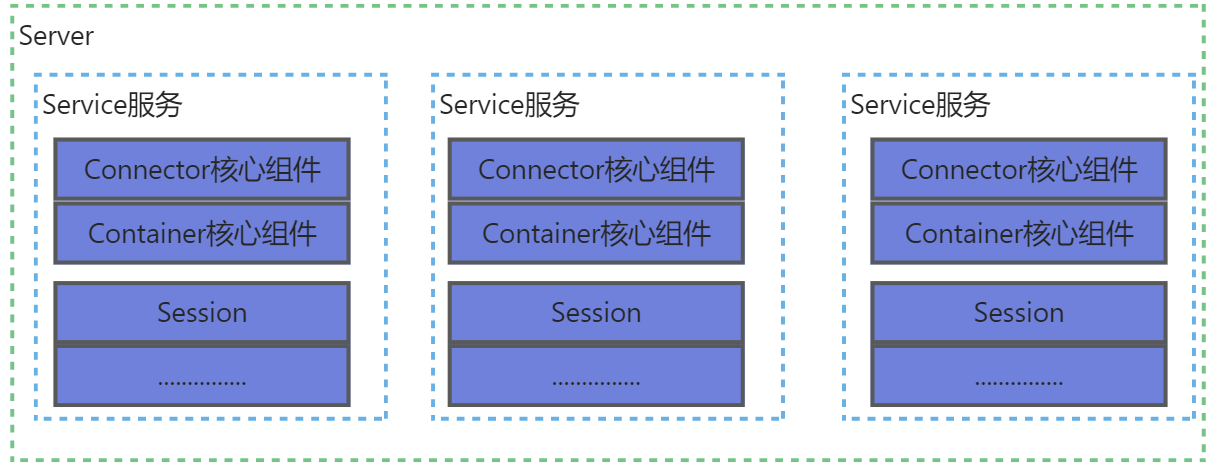 Server
Service服务
Connector核心组件
Container核心组件
Session
...............
Service服务
Connector核心组件
Container核心组件
Session
...............
Service服务
Connector核心组件
Container核心组件
Session
...............